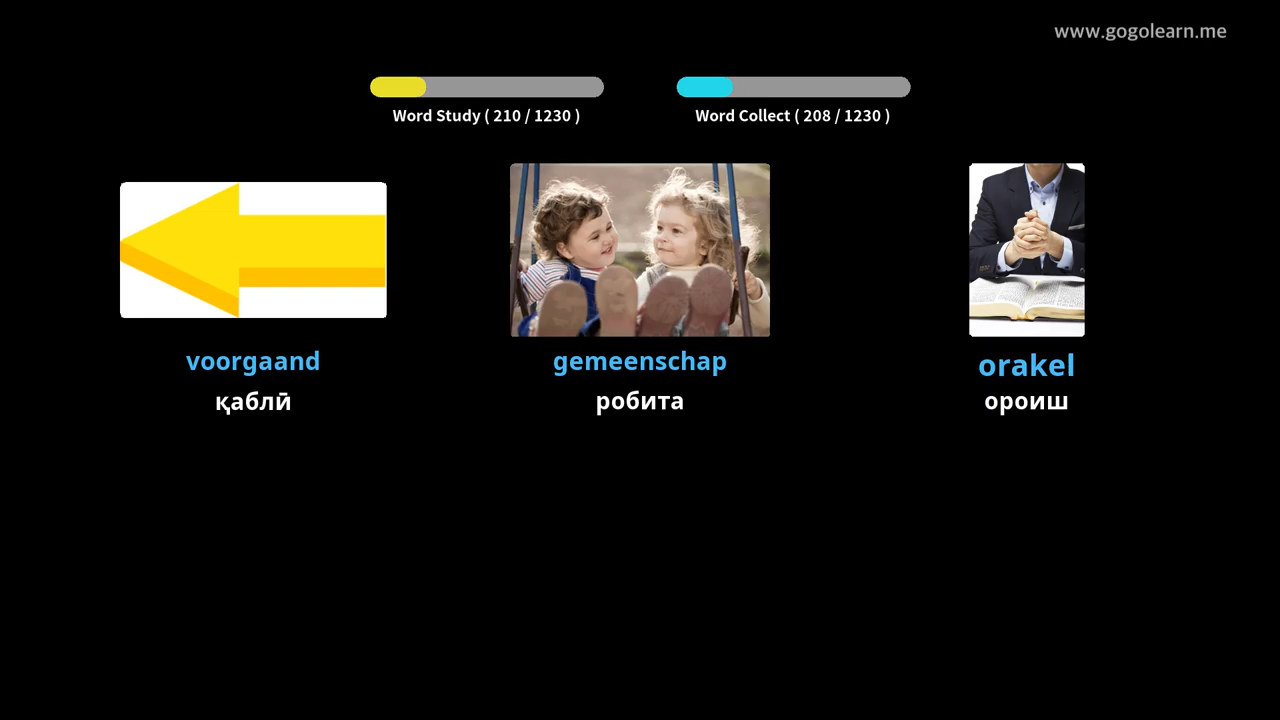 www.gogolearn.me
Word Study ( 210 / 1230 )
Word Collect ( 208 / 1230 )
voorgaand
gemeenschap
orakel
қаблӣ
робита
ороиш